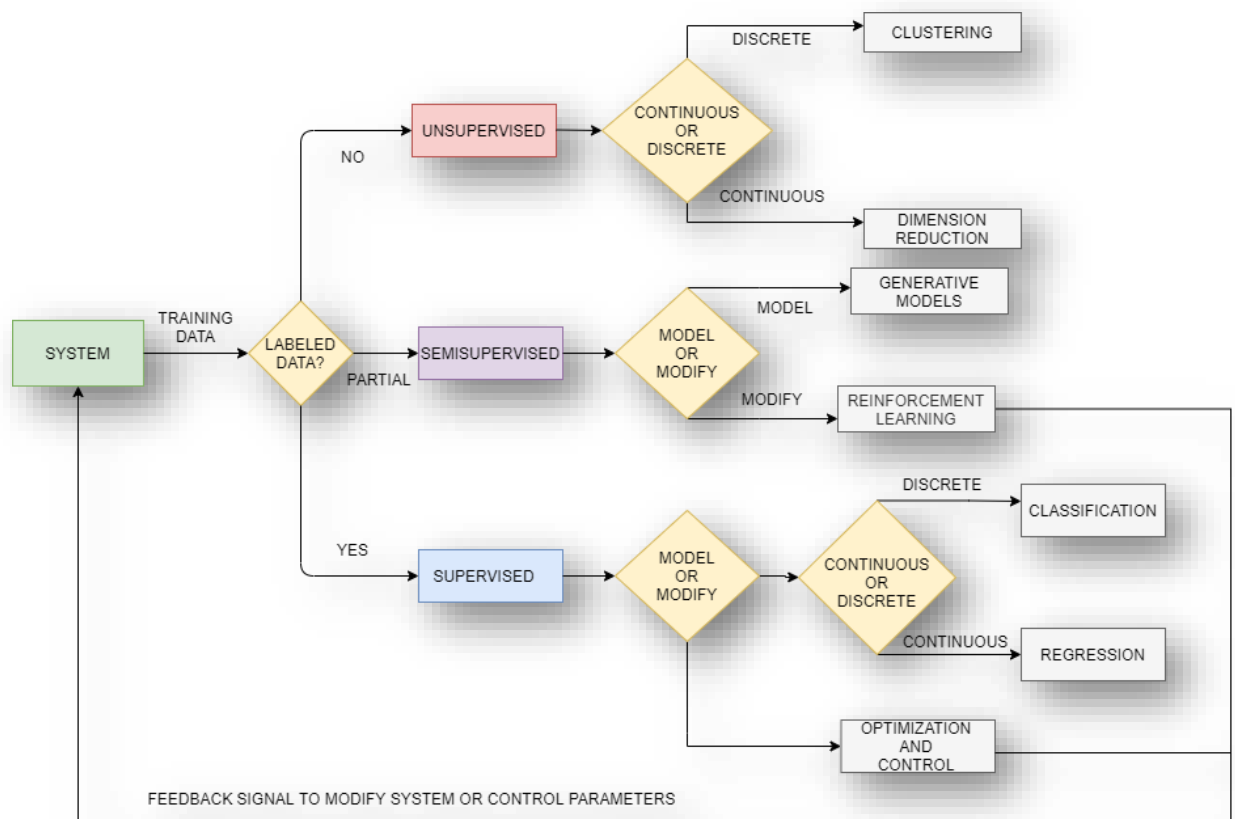 DISCRETE
CLUSTERING
UNSUPERVISED
CONTINUOUS
OR
DISCRETE
NO
CONTINUOUS
DIMENSION
REDUCTION
GENERATIVE
MODELS
MODEL
TRAINING
DATA
SYSTEM
LABELED
DATA?
SEMISUPERVISED
PARTIAL
MODEL
OR
MODIFY
MODIFY
REINFORCEMENT
LEARNING
DISCRETE
CLASSIFICATION
YES
SUPERVISED
MODEL
OR
MODIFY
CONTINUOUS
OR
DISCRETE
CONTINUOUS
REGRESSION
OPTIMIZATION
AND
CONTROL
FEEDBACK SIGNAL TO MODIFY SYSTEM OR CONTROL PARAMETERS